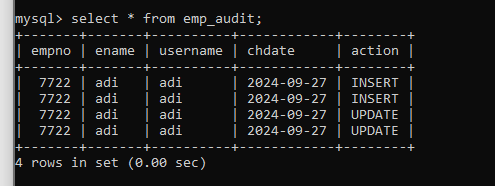 mysql> select * from emp_audit;
+-------+-------+----------+------------+--------+
| empno | ename | username | chdate     | action |
+-------+-------+----------+------------+--------+
|  7722 | adi   | adi      | 2024-09-27 | INSERT |
|  7722 | adi   | adi      | 2024-09-27 | INSERT |
|  7722 | adi   | adi      | 2024-09-27 | UPDATE |
|  7722 | adi   | adi      | 2024-09-27 | UPDATE |
+-------+-------+----------+------------+--------+
4 rows in set (0.00 sec)